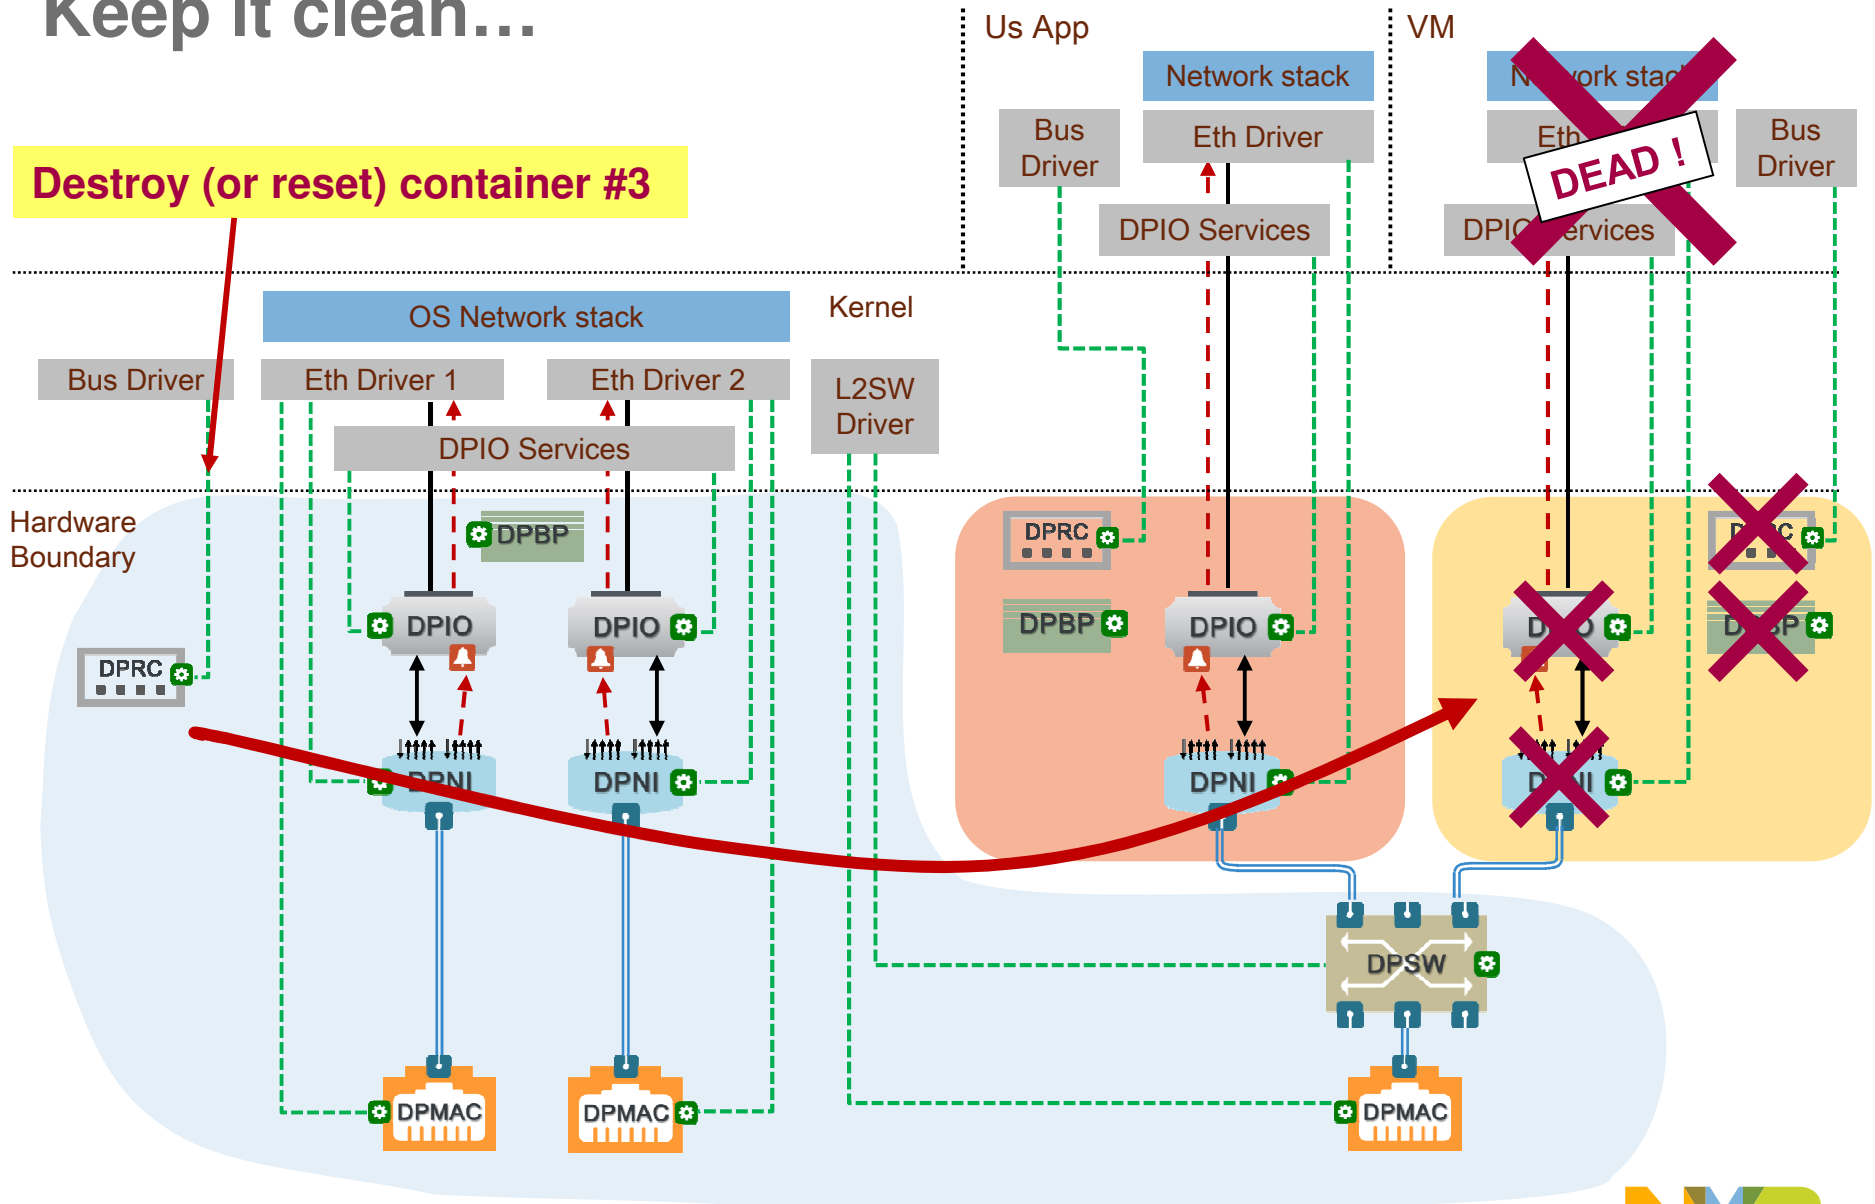 Keep it clean…
Us App
VM
Network stack
Bus
Driver
Eth Driver
Bus
Driver
Eth
DEAD !
Destroy (or reset) container #3
DPIO Services
OS Network stack
Kernel
Bus Driver
Eth Driver 1
Eth Driver 2
L2SW
Driver
DPIO Services
Hardware
Boundary
DPBP
DPRC
DPIO
DPIO
DPBP
DPIO
DPRC
DPNI
DPNI
DPNI
DPSW
DPMAC
DPMAC
DPMAC